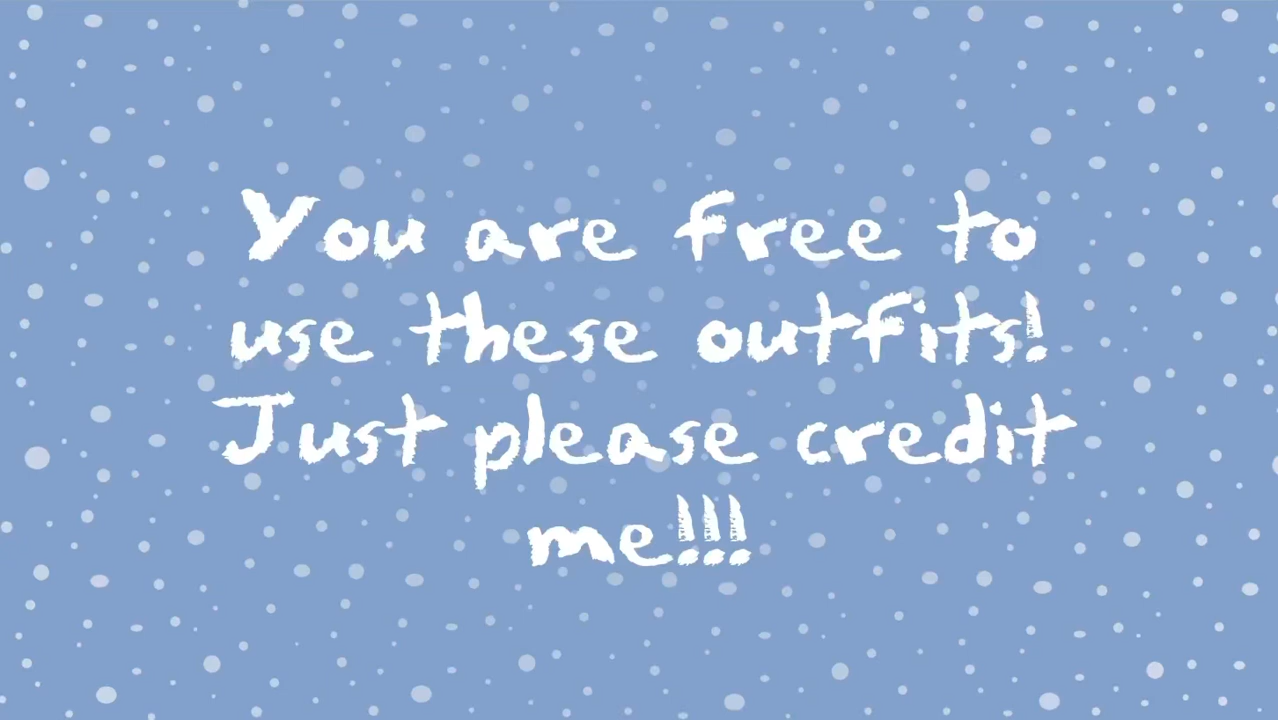 You are free to
use these outfits!
Just please credit
me!!!